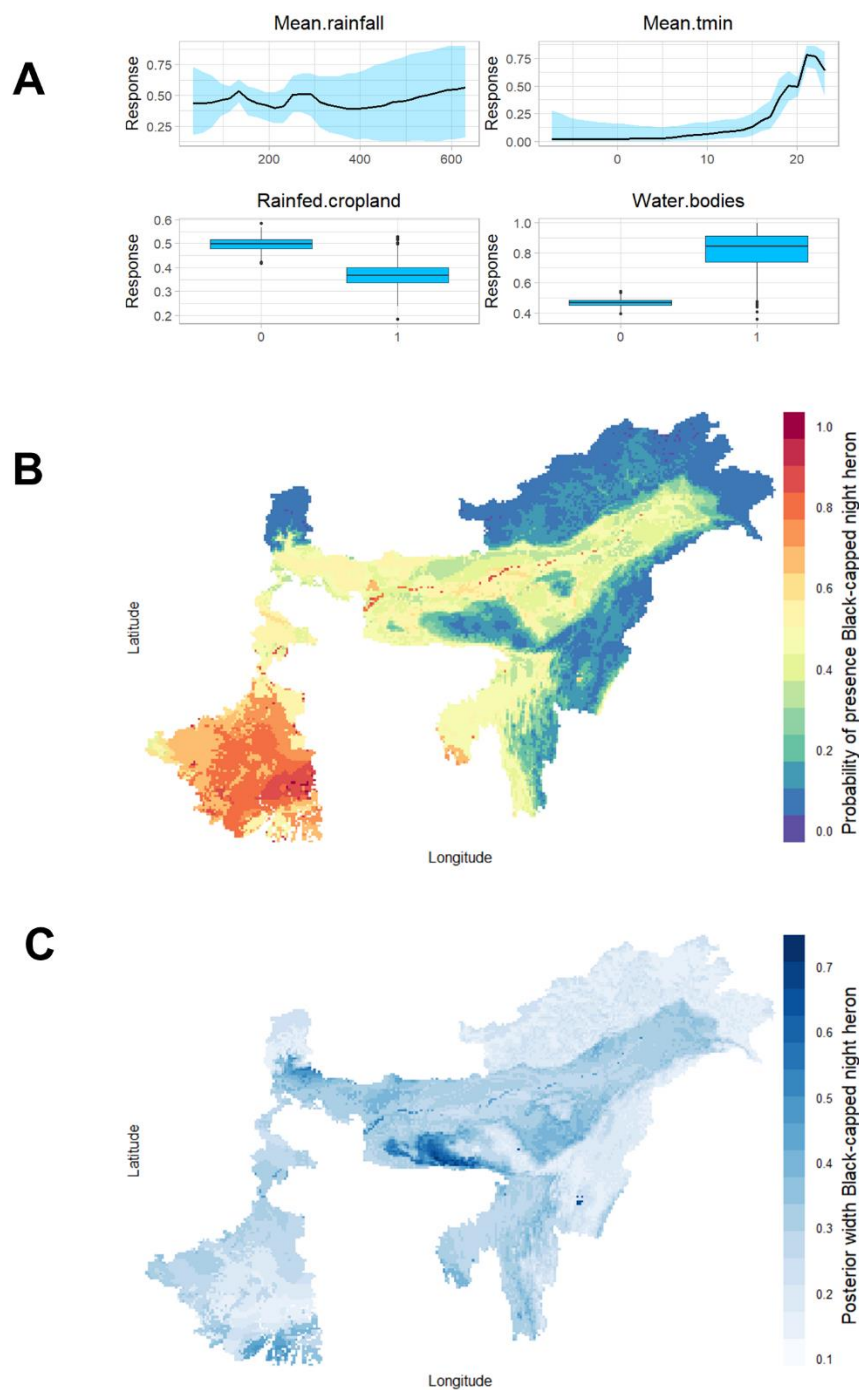 A
Mean.rainfall
Response
0.75
0.50
0.25
200
400
600
Mean.tmin
Response
0.75
0.50
0.25
0.00
0
10
20
Rainfed.cropland
Response
0.6
0.5
0.4
0.3
0.2
0
1
Water.bodies
Response
1.0
0.8
0.6
0.4
0
1
B
Latitude
Longitude
1.0
0.8
0.6
0.4
0.2
0.0
Probability of presence Black-capped night heron
C
Latitude
Longitude
0.7
0.6
0.5
0.4
0.3
0.2
0.1
Posterior width Black-capped night heron